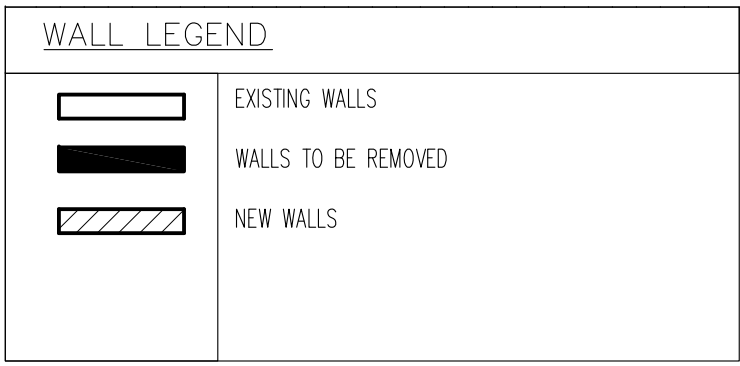 WALL LEGEND
EXISTING WALLS
WALLS TO BE REMOVED
NEW WALLS